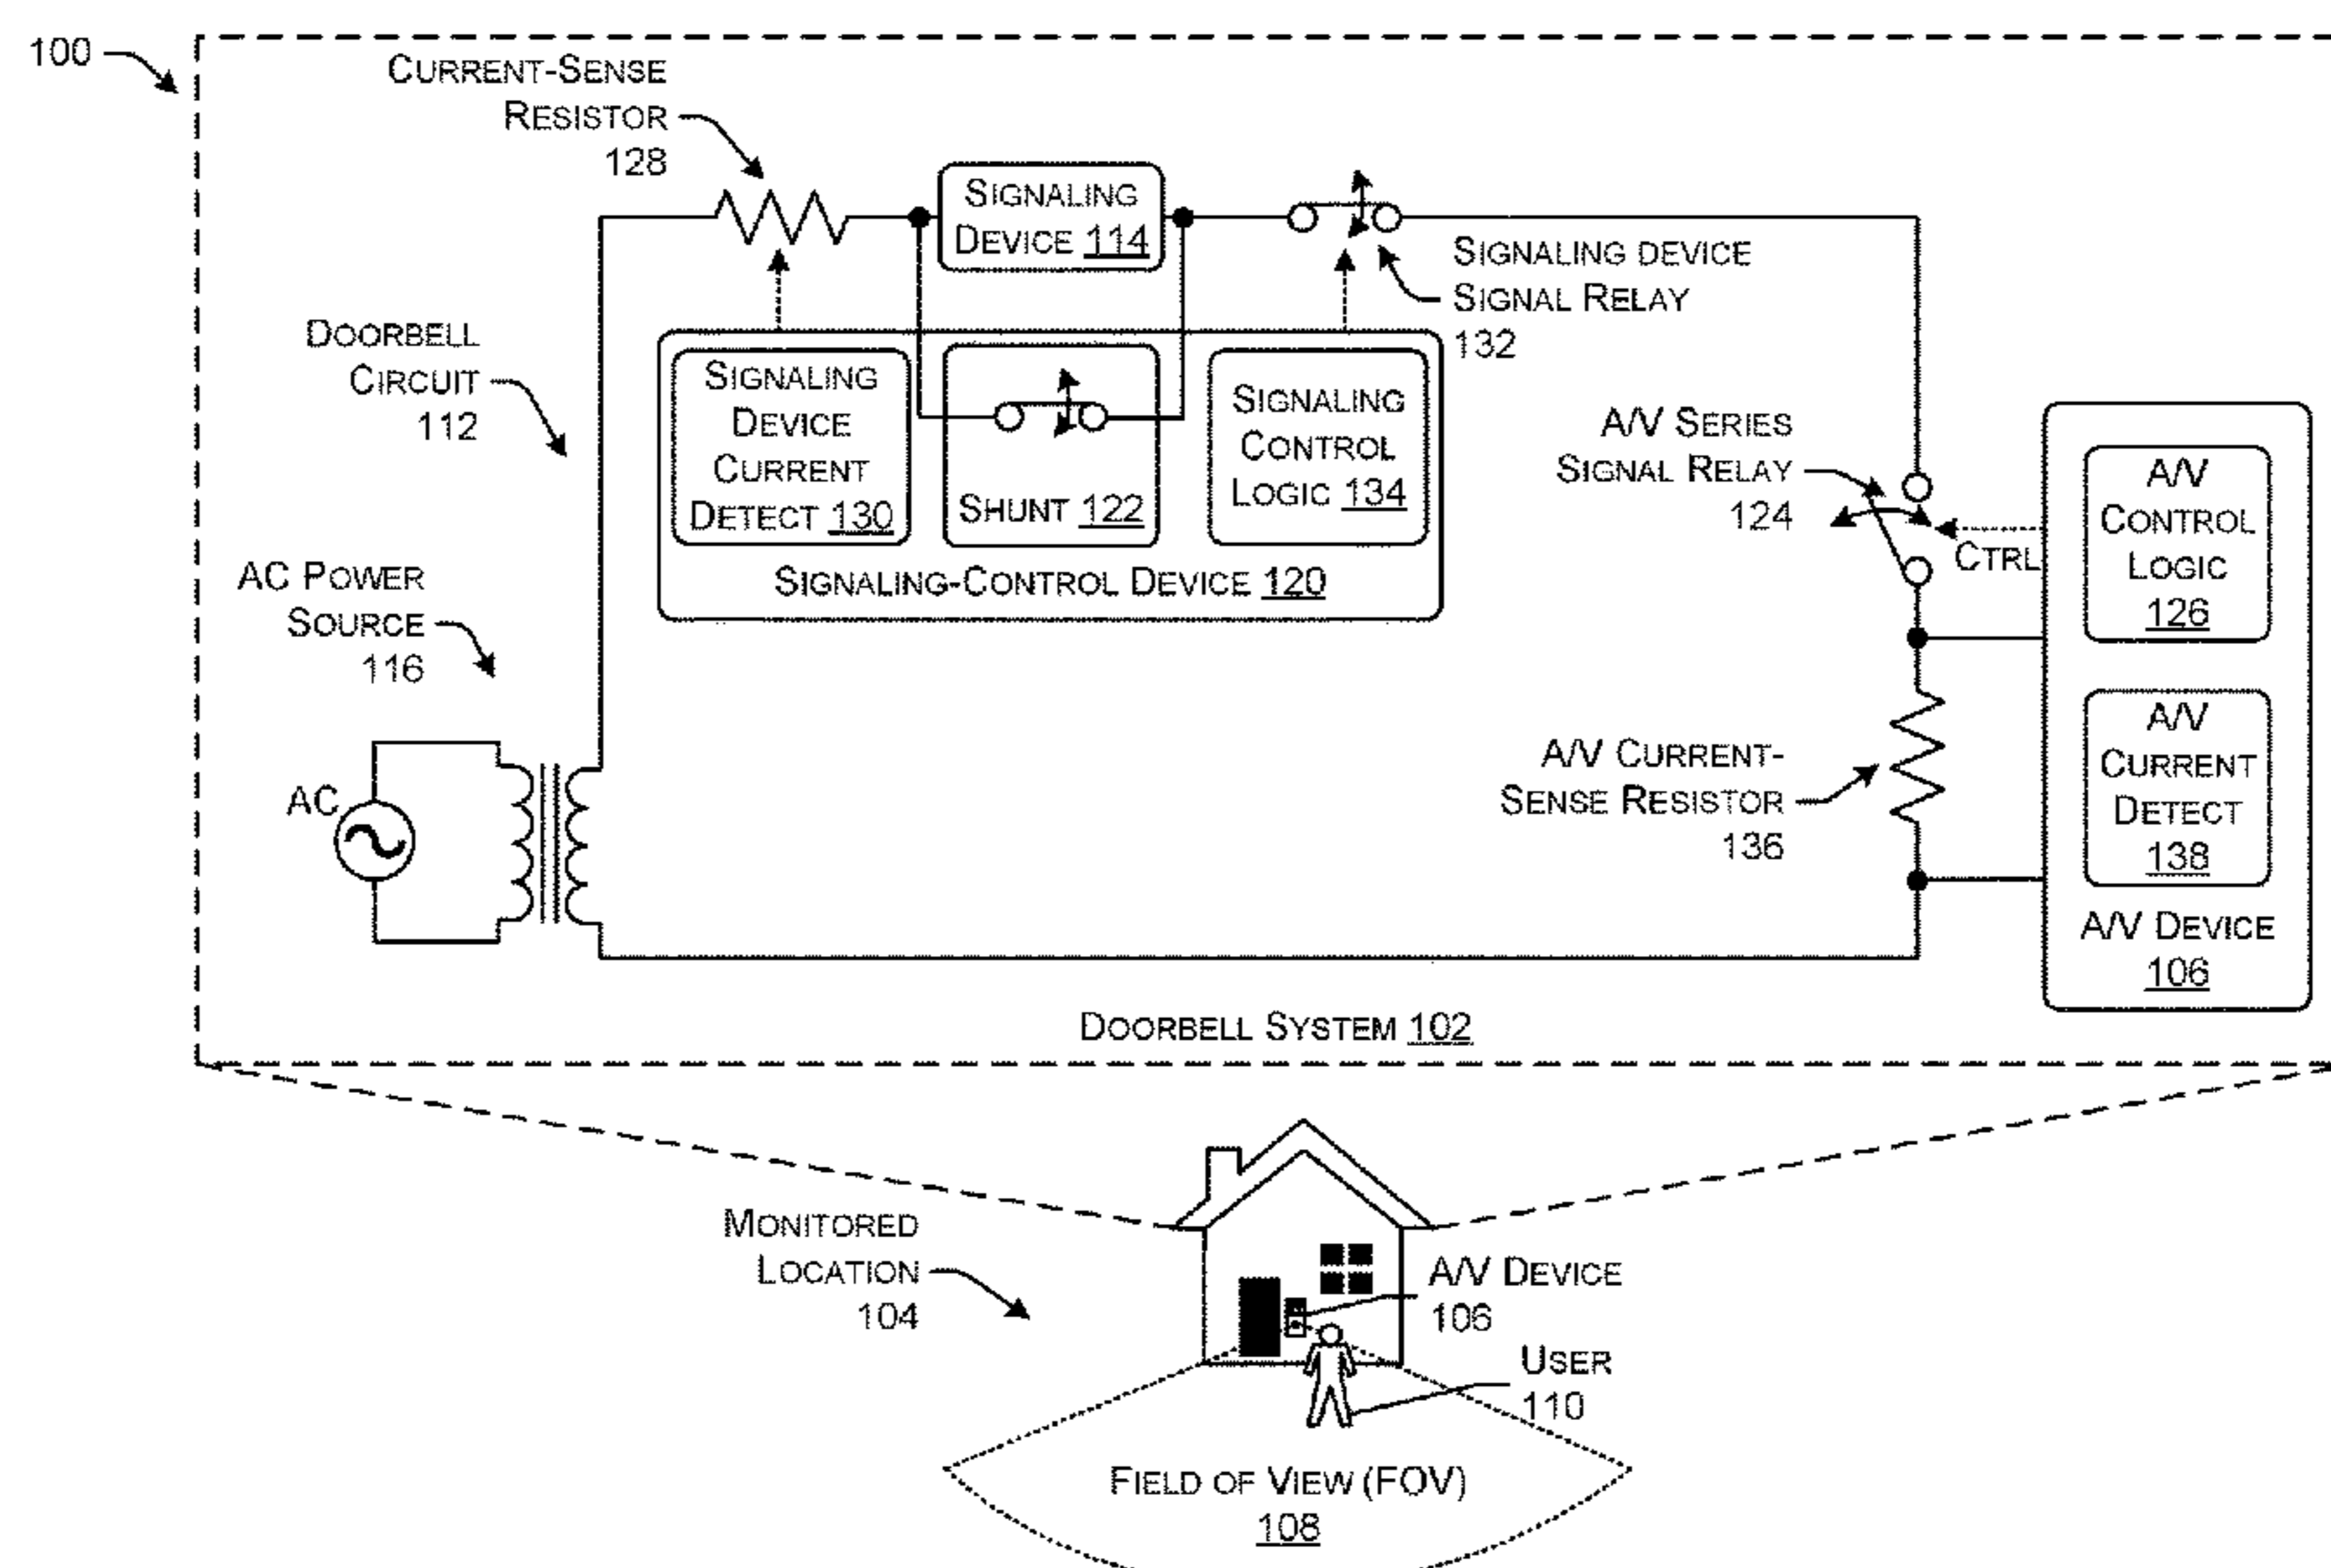 100
CURRENT-SENSE
RESISTOR
128
SIGNALING
DEVICE 114
SIGNALING DEVICE
SIGNAL RELAY
132
DOORBELL
CIRCUIT
112
SIGNALING
DEVICE
CURRENT
DETECT 130
SHUNT 122
SIGNALING
CONTROL
LOGIC 134
SIGNALING-CONTROL DEVICE 120
A/V SERIES
SIGNAL RELAY
124
CTRL
A/V
CONTROL
LOGIC
126
AC POWER
SOURCE
116
AC
A/V CURRENT-
SENSE RESISTOR
136
A/V
CURRENT
DETECT
138
A/V DEVICE
106
DOORBELL SYSTEM 102
MONITORED
LOCATION
104
A/V DEVICE
106
USER
110
FIELD OF VIEW (FOV)
108